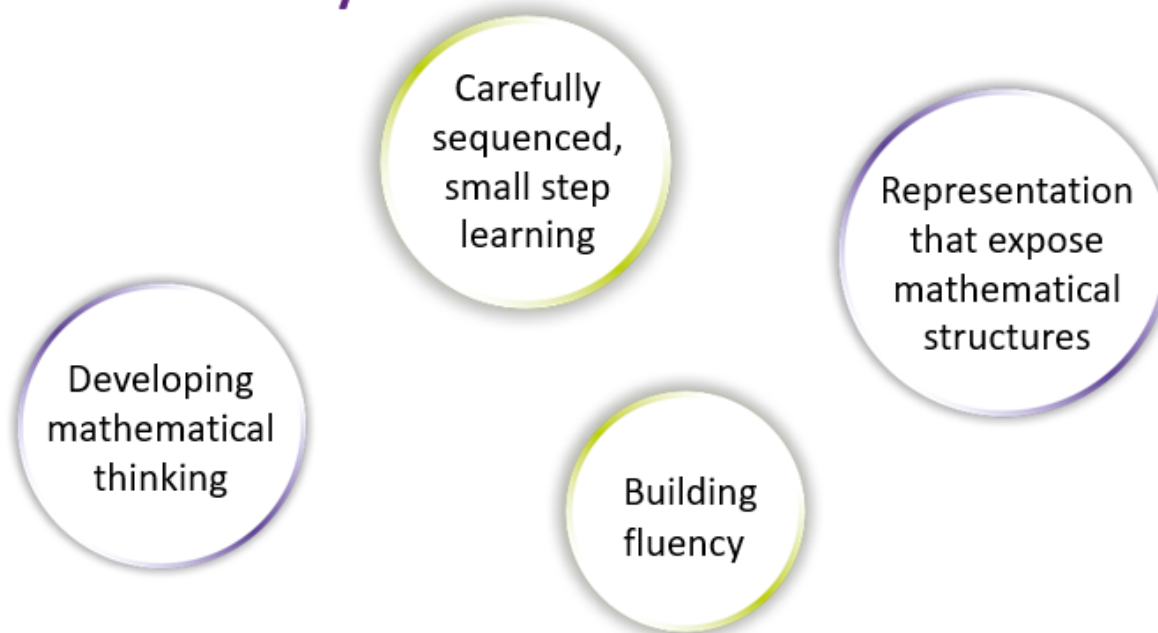 Carefully
sequenced,
small step
learning
Representation
that expose
mathematical
structures
Developing
mathematical
thinking
Building
fluency